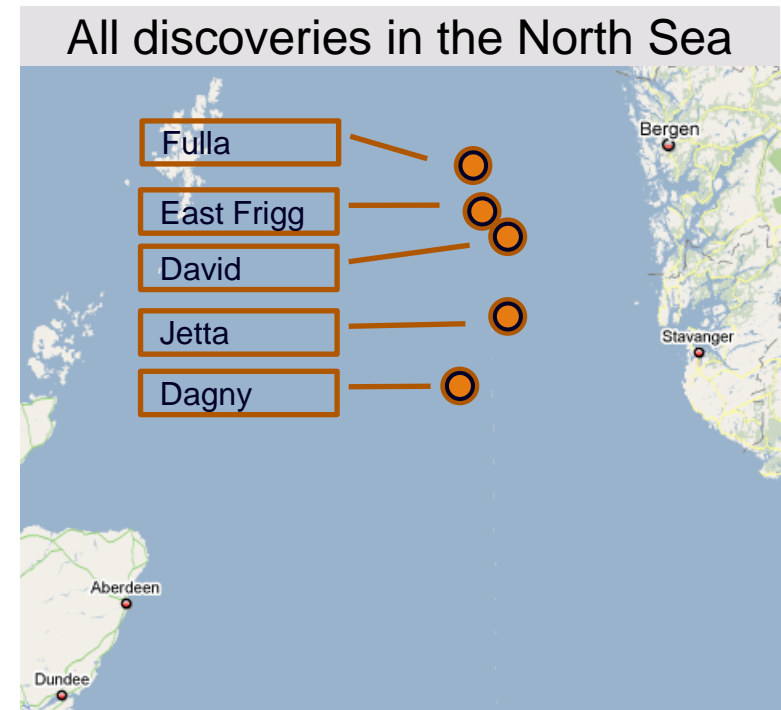 All discoveries in the North Sea
Fulla
Bergen
East Frigg
David
Jetta
Stavanger
Dagny
Aberdeen
Dundee